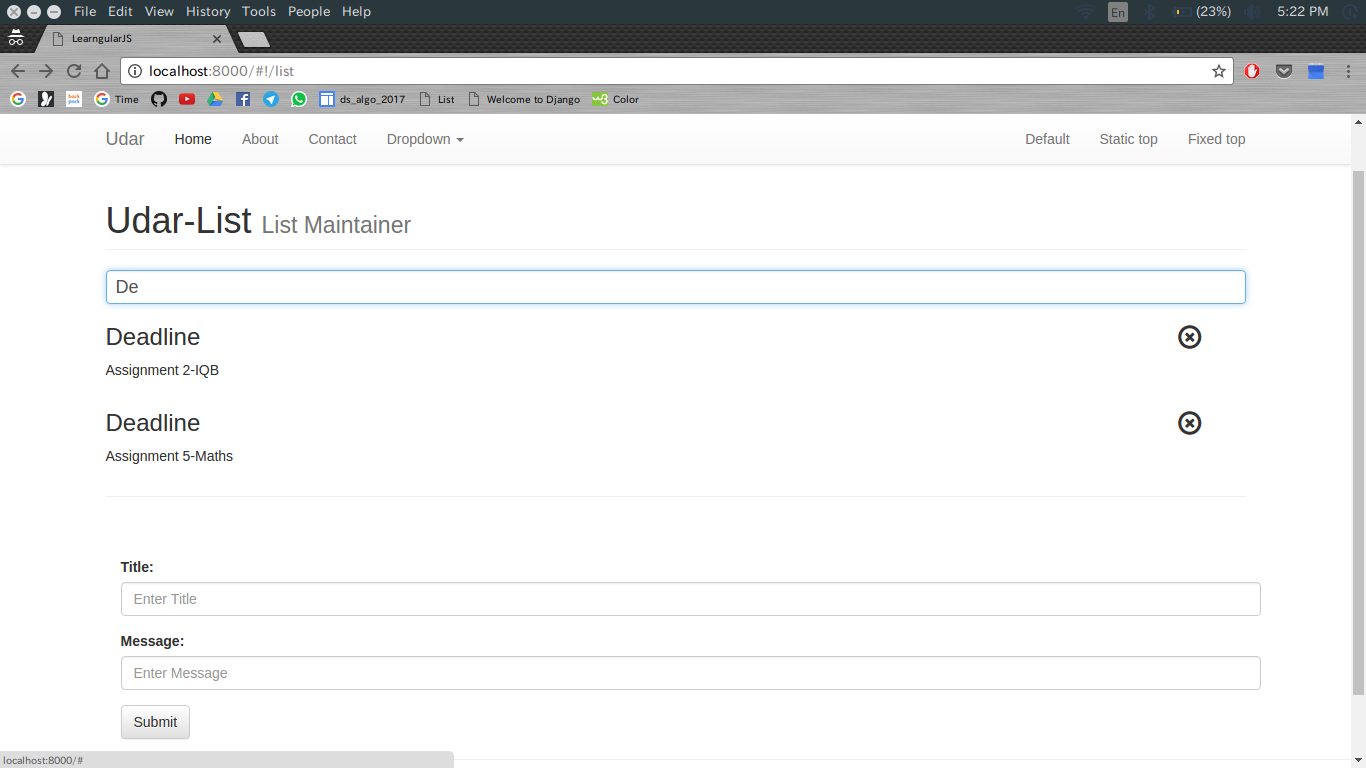 File Edit View History Tools People Help En (23%) 5:22 PM
LearngularJS
localhost:8000/#!/list
Time ds_algo_2017 List Welcome to Django Color
Udar Home About Contact Dropdown Default Static top Fixed top
Udar-List List Maintainer
De
Deadline
Assignment 2-IQB
Deadline
Assignment 5-Maths
Title:
Enter Title
Message:
Enter Message
Submit
localhost:8000/#